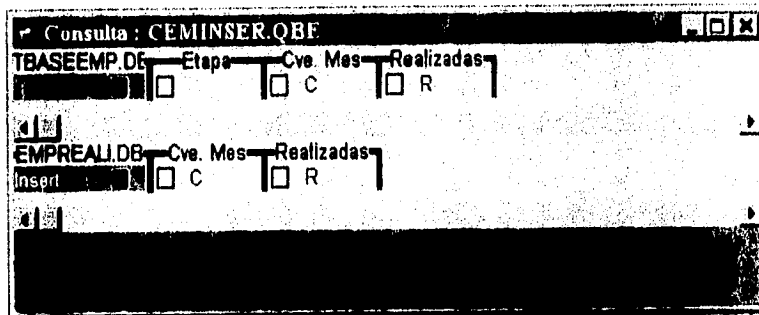 Consulta : CEMINSER.QBE
TBASEEMP.DB Etapa Cve. Mes Realizadas
C R
EMPREALI.DB Cve. Mes Realizadas
Insert C R